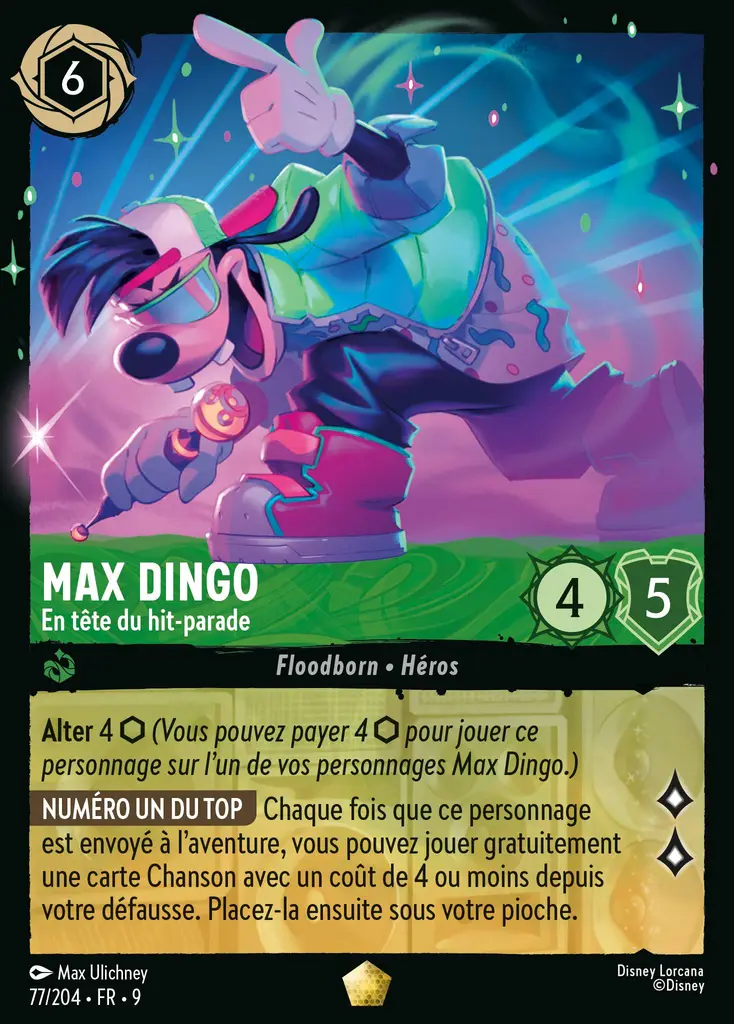 6
MAX DINGO
En tête du hit-parade
4
5
Floodborn • Héros
Alter 4 ⬡ (Vous pouvez payer 4 ⬡ pour jouer ce
personnage sur l'un de vos personnages Max Dingo.)
NUMÉRO UN DU TOP Chaque fois que ce personnage
est envoyé à l'aventure, vous pouvez jouer gratuitement
une carte Chanson avec un coût de 4 ou moins depuis
votre défausse. Placez-la ensuite sous votre pioche.
Max Ulichney
77/204 • FR • 9
Disney Lorcana
©Disney